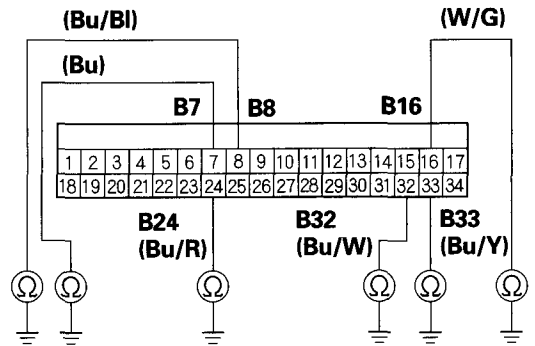 (Bu/Bl) (W/G)
(Bu)
B7 B8 B16
1 2 3 4 5 6 7 8 9 10 11 12 13 14 15 16 17
18 19 20 21 22 23 24 25 26 27 28 29 30 31 32 33 34
B24 B32 B33
(Bu/R) (Bu/W) (Bu/Y)
Ω Ω Ω Ω Ω Ω